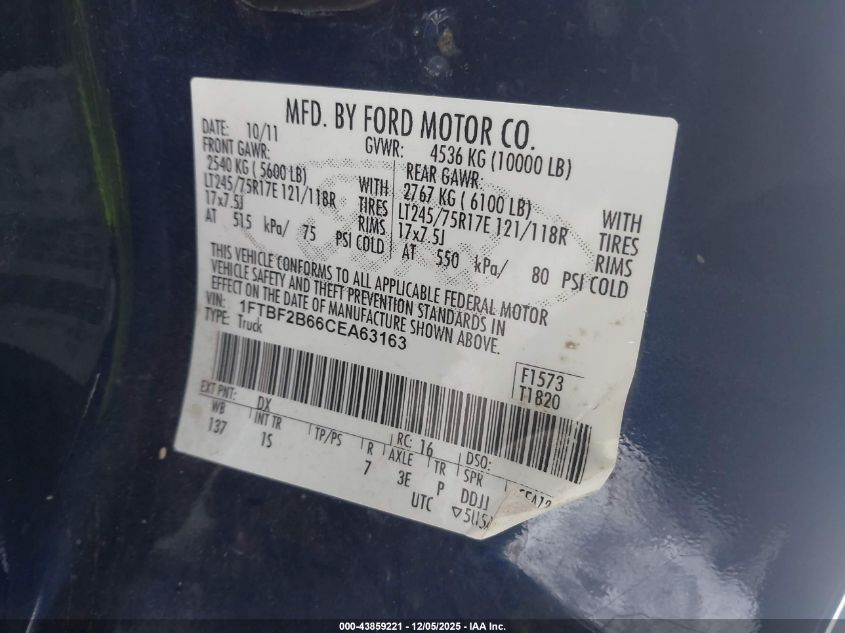 MFD. BY FORD MOTOR CO.
DATE: 10/11 GVWR: 4536 KG (10000 LB)
FRONT GAWR: REAR GAWR:
2540 KG ( 5600 LB) WITH 2767 KG ( 6100 LB) WITH
LT245/75R17E 121/118R TIRES LT245/75R17E 121/118R TIRES
17x7.5J RIMS 17x7.5J RIMS
AT 515 kPa/ 75 PSI COLD AT 550 kPa/ 80 PSI COLD
THIS VEHICLE CONFORMS TO ALL APPLICABLE FEDERAL MOTOR
VEHICLE SAFETY AND THEFT PREVENTION STANDARDS IN
EFFECT ON THE DATE OF MANUFACTURE SHOWN ABOVE.
VIN: 1FTBF2B66CEA63163
TYPE: Truck
F1573
T1820
EXT PNT: DX RC: 16 DSO:
WB INT TR TP/PS R AXLE TR SPR
137 1S 7 3E P DDJJ
UTC
000-43859221 - 12/05/2025 - IAA Inc.